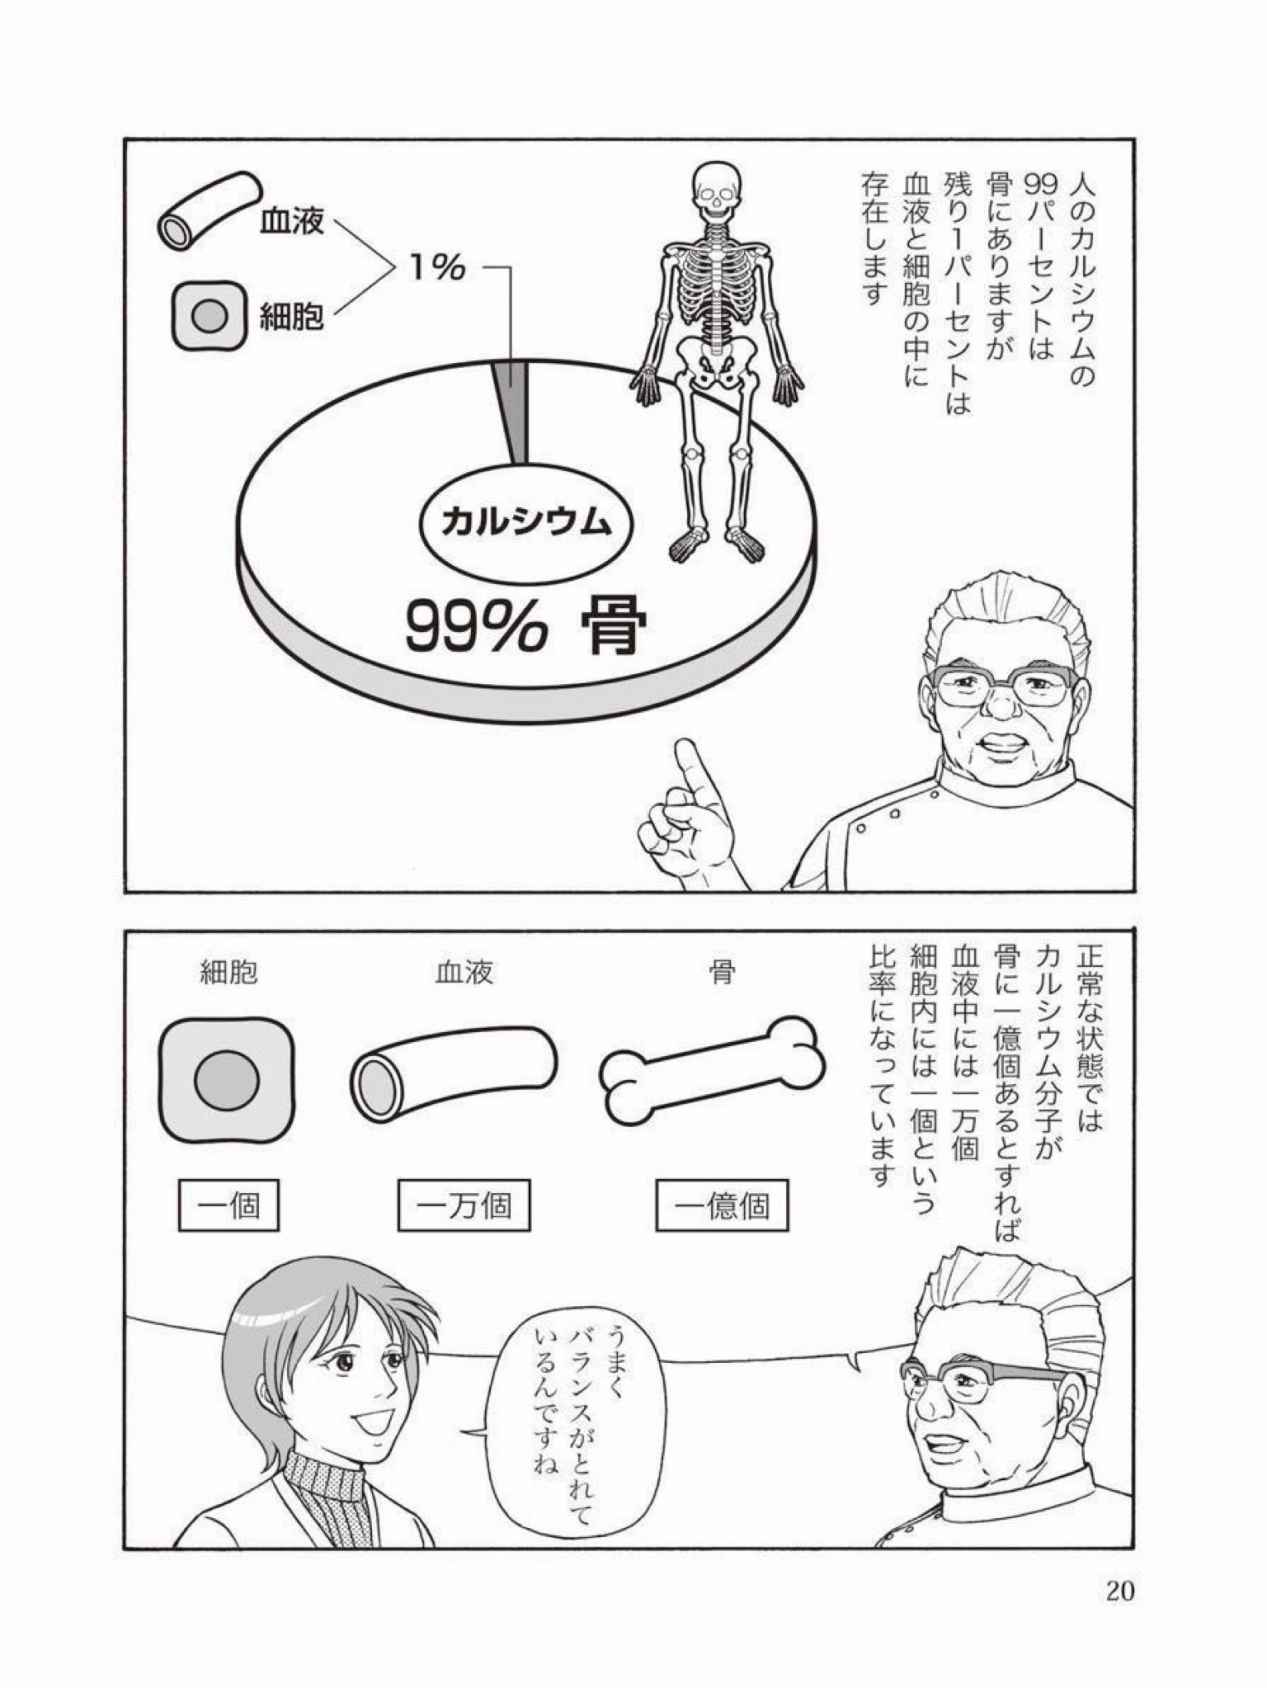 人のカルシウムの
99パーセントは
骨にありますが
残り1パーセントは
血液と細胞の中に
存在します
血液
細胞
1%
カルシウム
99% 骨
正常な状態では
カルシウム分子が
骨に一億個あるとすれば
血液中には一万個
細胞内には一個という
比率になっています
骨
血液
細胞
一億個
一万個
一個
うまく
バランスがとれて
いるんですね
20